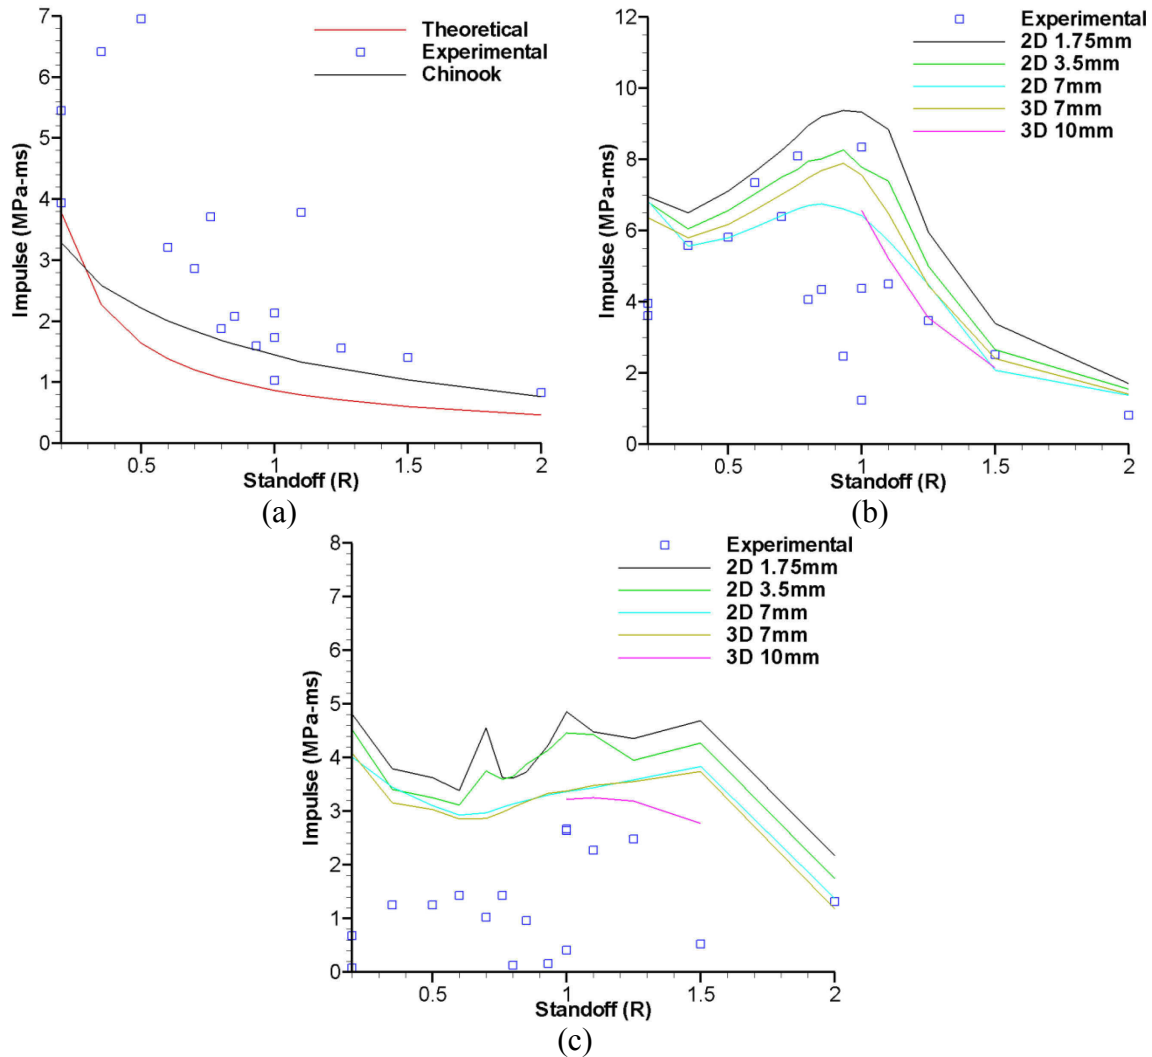 7
6
5
4
3
2
1
0
Impulse (MPa-ms)
0.5
1
1.5
2
Standoff (R)
Theoretical
Experimental
Chinook
(a)
12
10
8
6
4
2
0
Impulse (MPa-ms)
0.5
1
1.5
2
Standoff (R)
Experimental
2D 1.75mm
2D 3.5mm
2D 7mm
3D 7mm
3D 10mm
(b)
8
7
6
5
4
3
2
1
0
Impulse (MPa-ms)
0.5
1
1.5
2
Standoff (R)
Experimental
2D 1.75mm
2D 3.5mm
2D 7mm
3D 7mm
3D 10mm
(c)